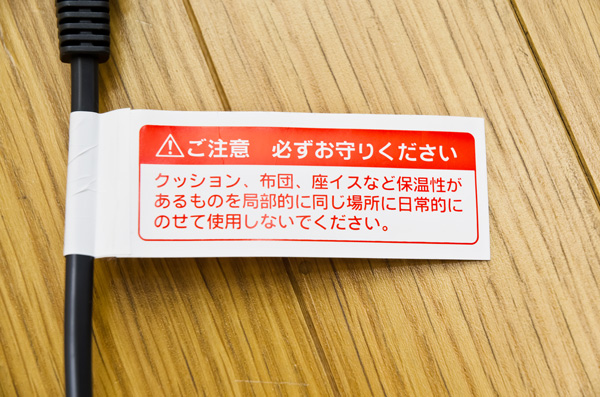 ⚠ご注意 必ずお守りください
クッション、布団、座イスなど保温性が
あるものを局部的に同じ場所に日常的に
のせて使用しないでください。